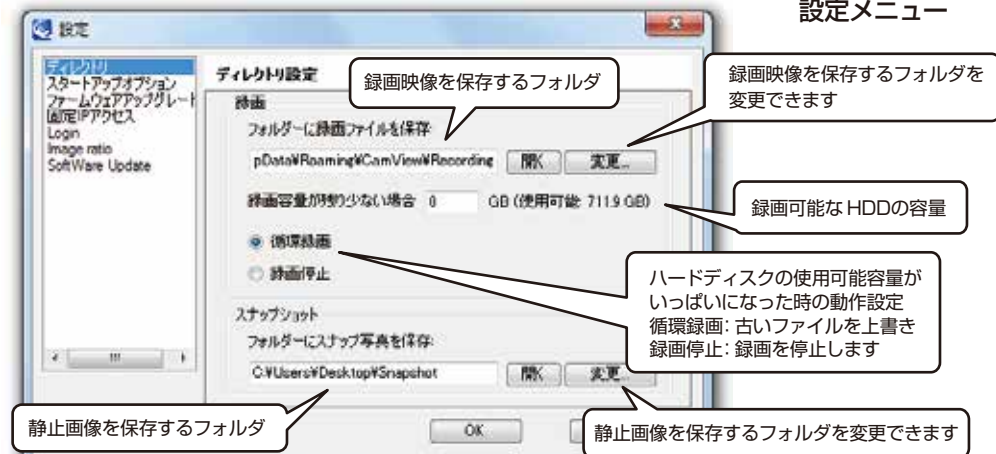 設定メニュー
設定
ディレクトリ
スタートアップオプション
ファームウェアアップグレート
固定IPアクセス
Login
Image ratio
SoftWare Update
ディレクトリ設定
録画映像を保存するフォルダ
録画映像を保存するフォルダを
変更できます
録画
フォルダーに録画ファイルを保存:
pData¥Roaming¥CamView¥Recording
開く
変更...
録画容量が残り少ない場合 0 GB (使用可能: 711.9 GB)
録画可能なHDDの容量
循環録画
録画停止
ハードディスクの使用可能容量が
いっぱいになった時の動作設定
循環録画:古いファイルを上書き
録画停止:録画を停止します
スナップショット
フォルダーにスナップ写真を保存:
C:¥Users¥Desktop¥Snapshot
開く
変更...
静止画像を保存するフォルダ
OK
静止画像を保存するフォルダを変更できます